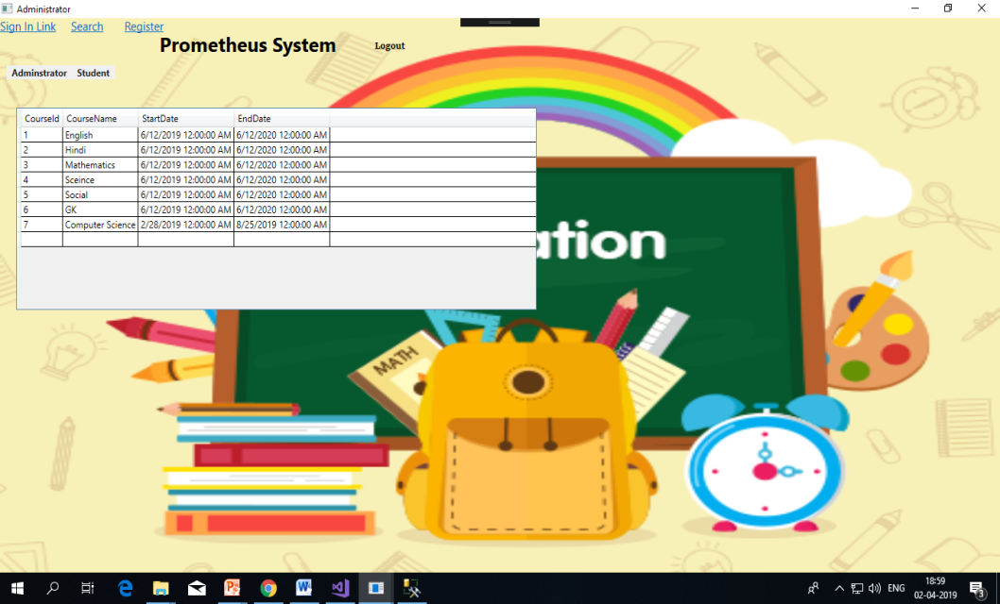 Administrator
Sign In Link Search Register
Prometheus System Logout
Adminstrator Student
CourseId CourseName StartDate EndDate
1 English 6/12/2019 12:00:00 AM 6/12/2020 12:00:00 AM
2 Hindi 6/12/2019 12:00:00 AM 6/12/2020 12:00:00 AM
3 Mathematics 6/12/2019 12:00:00 AM 6/12/2020 12:00:00 AM
4 Sceince 6/12/2019 12:00:00 AM 6/12/2020 12:00:00 AM
5 Social 6/12/2019 12:00:00 AM 6/12/2020 12:00:00 AM
6 GK 6/12/2019 12:00:00 AM 6/12/2020 12:00:00 AM
7 Computer Science 2/28/2019 12:00:00 AM 8/25/2019 12:00:00 AM
ation
MATH
ENG 18:59
02-04-2019 3